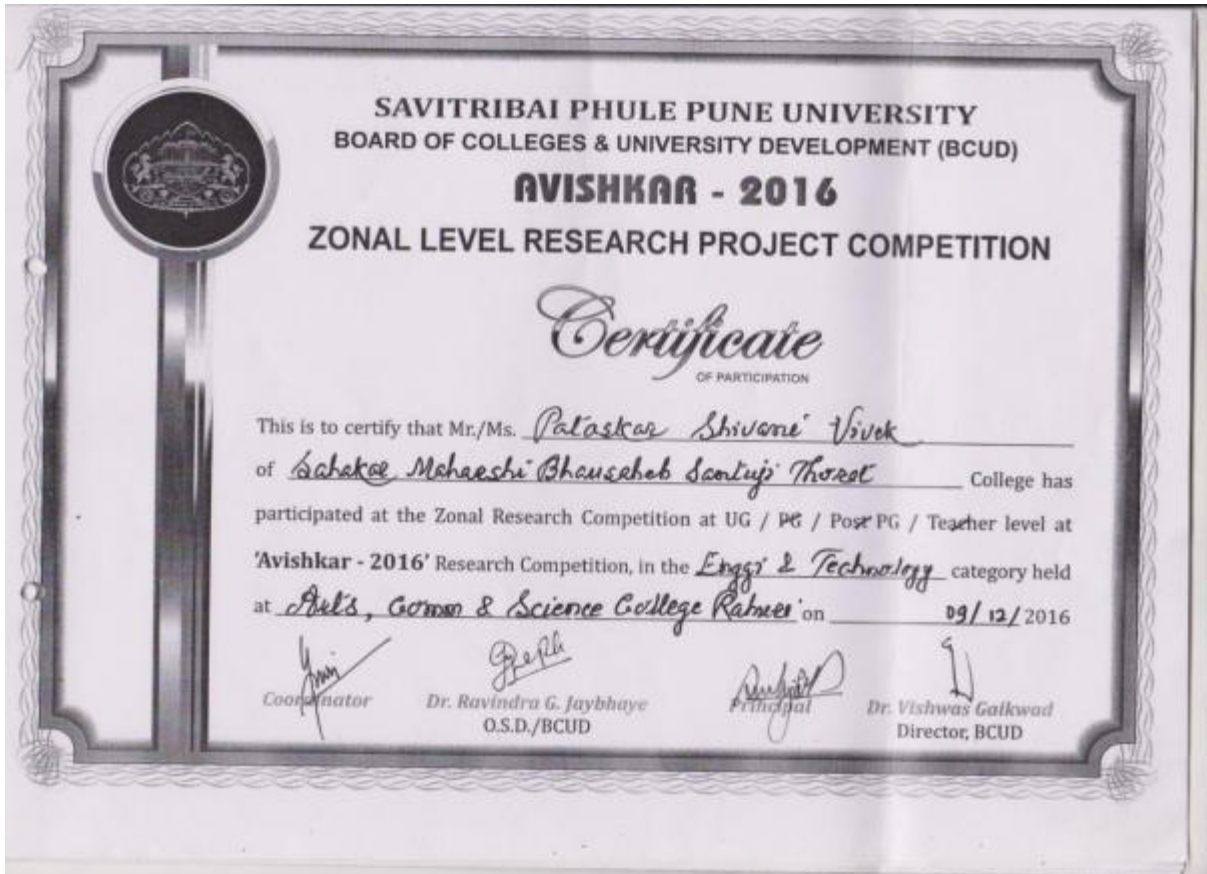 SAVITRIBAI PHULE PUNE UNIVERSITY
BOARD OF COLLEGES & UNIVERSITY DEVELOPMENT (BCUD)
AVISHKAR - 2016
ZONAL LEVEL RESEARCH PROJECT COMPETITION
Certificate
OF PARTICIPATION
This is to certify that Mr./Ms. Pataskar Shivani Vivek
of Sahakar Maharshi Bhausaheb Santuji Thorat College has
participated at the Zonal Research Competition at UG / PG / Post PG / Teacher level at
'Avishkar - 2016' Research Competition, in the Engg & Technology category held
at Art's, Comm & Science College on 09/12/2016
Coordinator
Dr. Ravindra G. Jaybhaye
O.S.D./BCUD
Principal
Dr. Vishwas Gaikwad
Director, BCUD